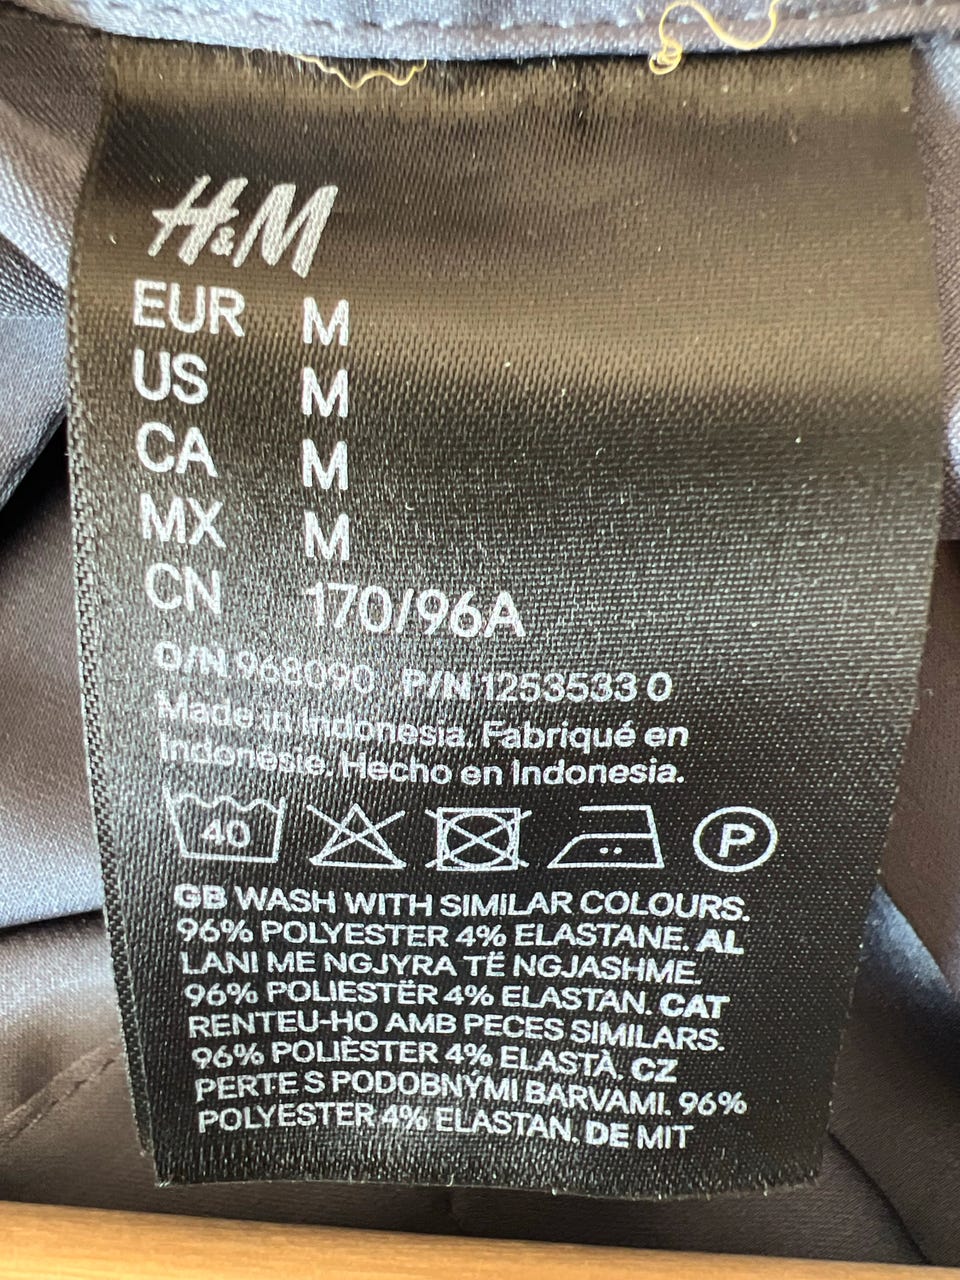 H&M
EUR M
US M
CA M
MX M
CN 170/96A
O/N 968090 P/N 1253533 0
Made in Indonesia. Fabriqué en
Indonésie. Hecho en Indonesia.
40 P
GB WASH WITH SIMILAR COLOURS.
96% POLYESTER 4% ELASTANE. AL
LANI ME NGJYRA TË NGJASHME.
96% POLIESTËR 4% ELASTAN. CAT
RENTEU-HO AMB PECES SIMILARS.
96% POLIÈSTER 4% ELASTÀ. CZ
PERTE S PODOBNÝMI BARVAMI. 96%
POLYESTER 4% ELASTAN. DE MIT